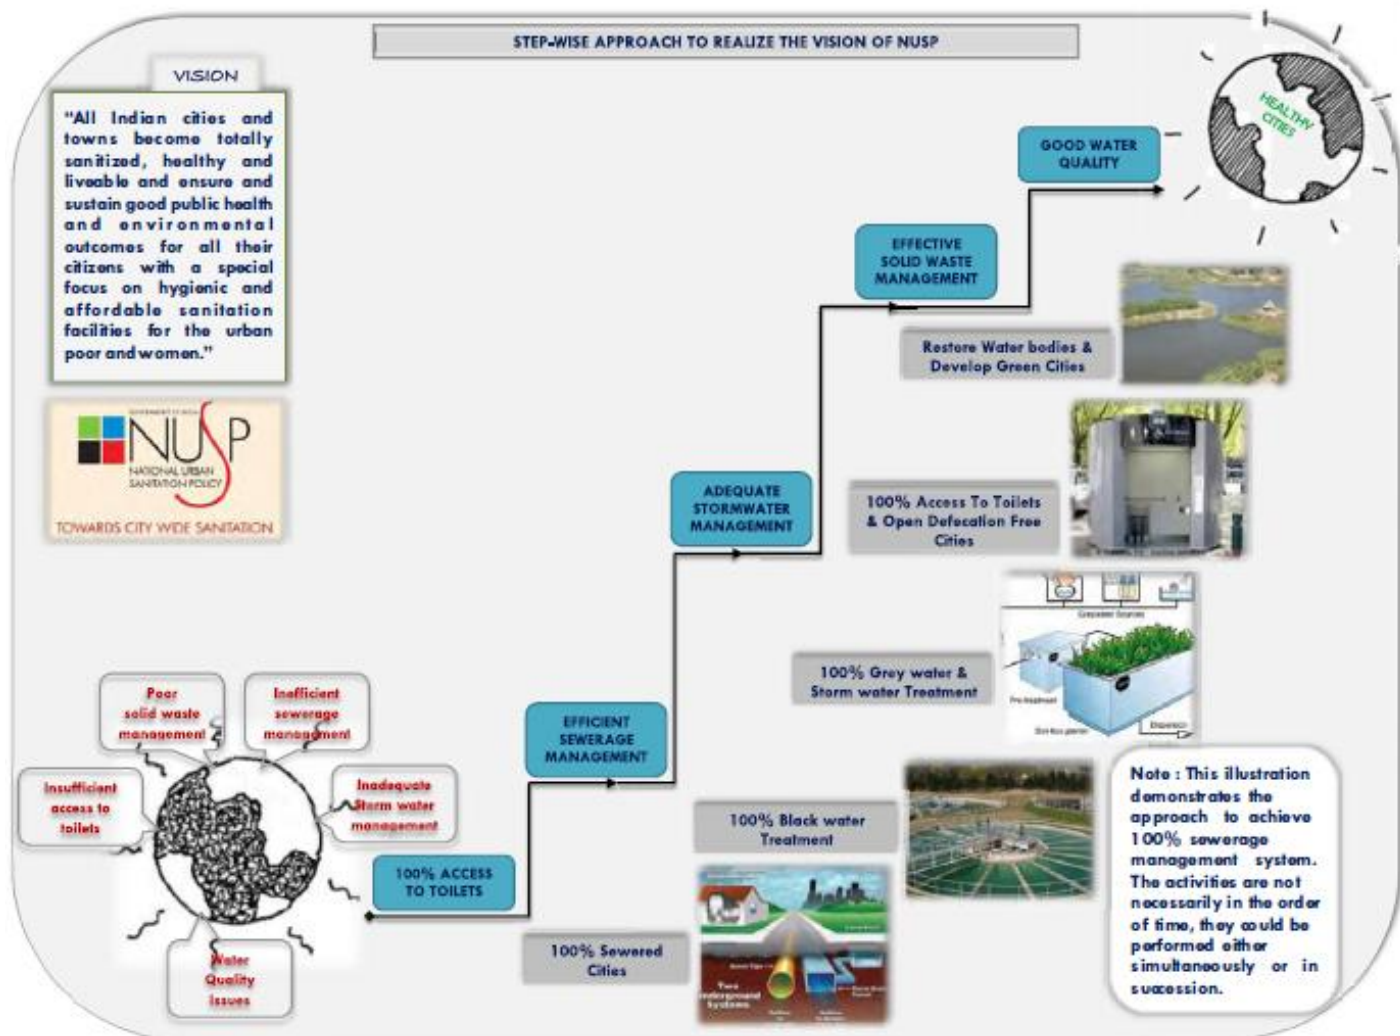 STEP-WISE APPROACH TO REALIZE THE VISION OF NUSP
VISION
"All Indian cities and
towns become totally
sanitized, healthy and
liveable and ensure and
sustain good public health
and environmental
outcomes for all their
citizens with a special
focus on hygienic and
affordable sanitation
facilities for the urban
poor and women."
GOVERNMENT OF INDIA
NUSP
NATIONAL URBAN
SANITATION POLICY
TOWARDS CITY WIDE SANITATION
HEALTHY
CITIES
GOOD WATER
QUALITY
EFFECTIVE
SOLID WASTE
MANAGEMENT
Restore Water bodies &
Develop Green Cities
ADEQUATE
STORMWATER
MANAGEMENT
100% Access To Toilets
& Open Defecation Free
Cities
Greywater Sources
100% Grey water &
Storm water Treatment
EFFICIENT
SEWERAGE
MANAGEMENT
Poor
solid waste
management
Inefficient
sewerage
management
Insufficient
access to
toilets
Inadequate
Storm water
management
Water
Quality
Issues
100% ACCESS
TO TOILETS
100% Black water
Treatment
100% Sewered
Cities
Two
Underground
Systems
Note : This illustration
demonstrates the
approach to achieve
100% sewerage
management system.
The activities are not
necessarily in the order
of time, they could be
performed either
simultaneously or in
succession.